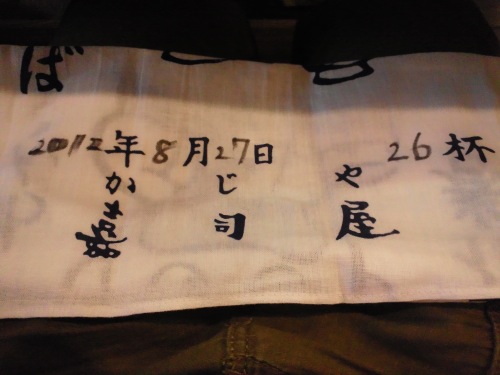 ば
2012年8月27日 26杯
か じ や
嘉 司 屋